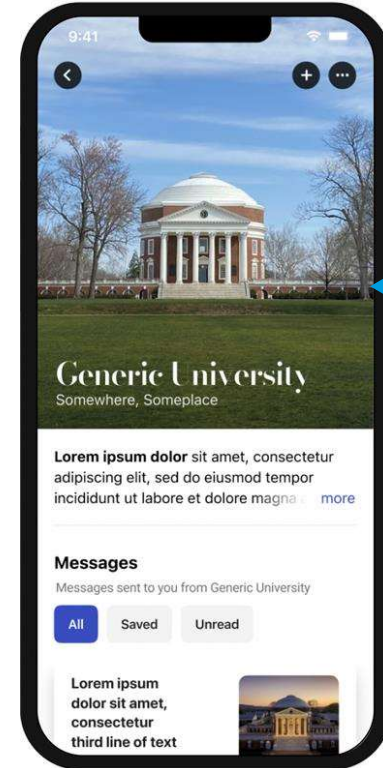 9:41
Generic University
Somewhere, Someplace
Lorem ipsum dolor sit amet, consectetur
adipiscing elit, sed do eiusmod tempor
incididunt ut labore et dolore magna more
Messages
Messages sent to you from Generic University
All Saved Unread
Lorem ipsum
dolor sit amet,
consectetur
third line of text